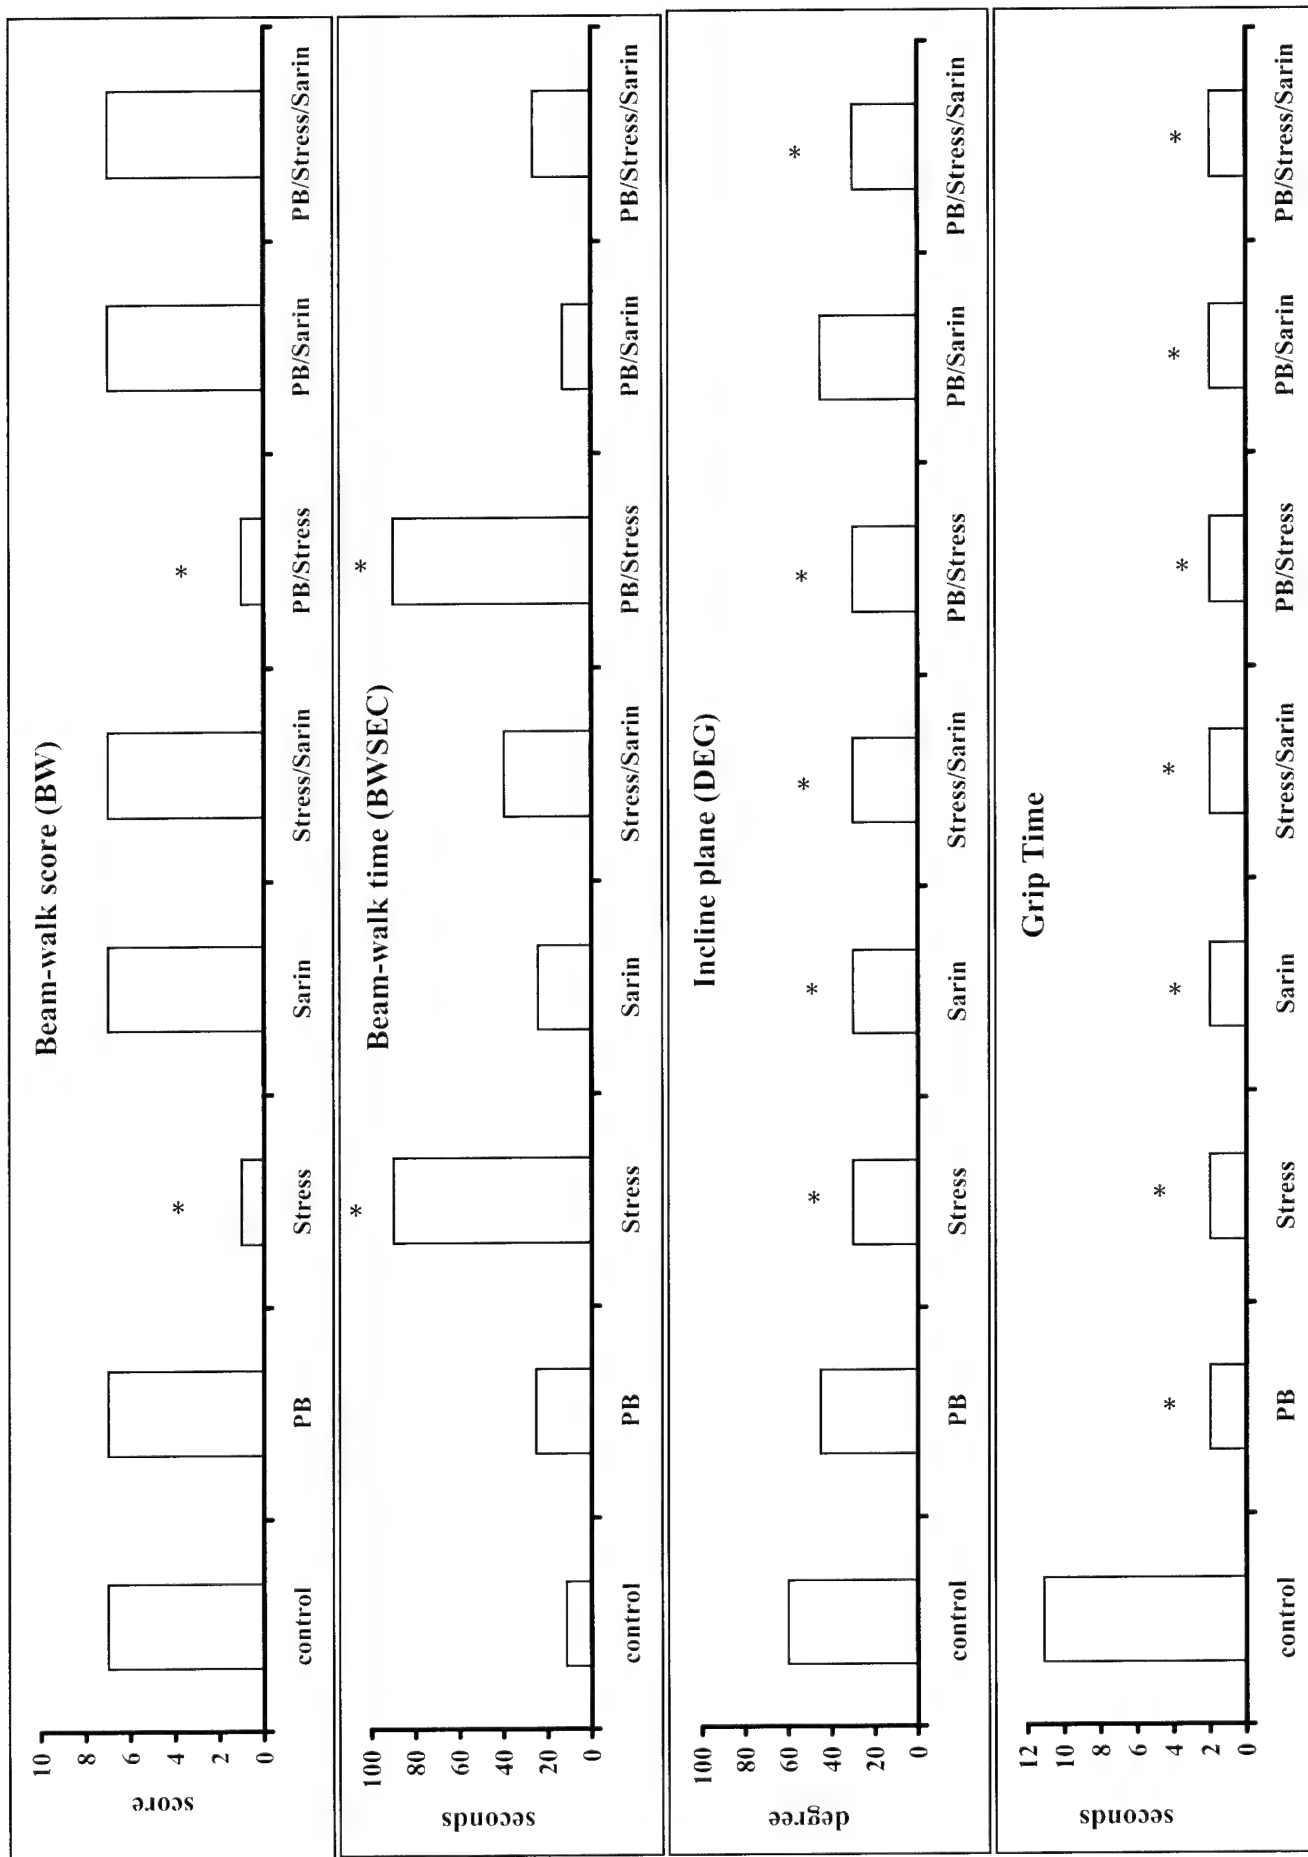 Beam-walk score (BW)
score
10
8
6
4
2
0
* *
control PB Stress Sarin Stress/Sarin PB/Stress PB/Sarin PB/Stress/Sarin
Beam-walk time (BWSEC)
seconds
100
80
60
40
20
0
* *
control PB Stress Sarin Stress/Sarin PB/Stress PB/Sarin PB/Stress/Sarin
Incline plane (DEG)
degree
100
80
60
40
20
0
* * * * *
control PB Stress Sarin Stress/Sarin PB/Stress PB/Sarin PB/Stress/Sarin
Grip Time
seconds
12
10
8
6
4
2
0
* * * * * * *
control PB Stress Sarin Stress/Sarin PB/Stress PB/Sarin PB/Stress/Sarin